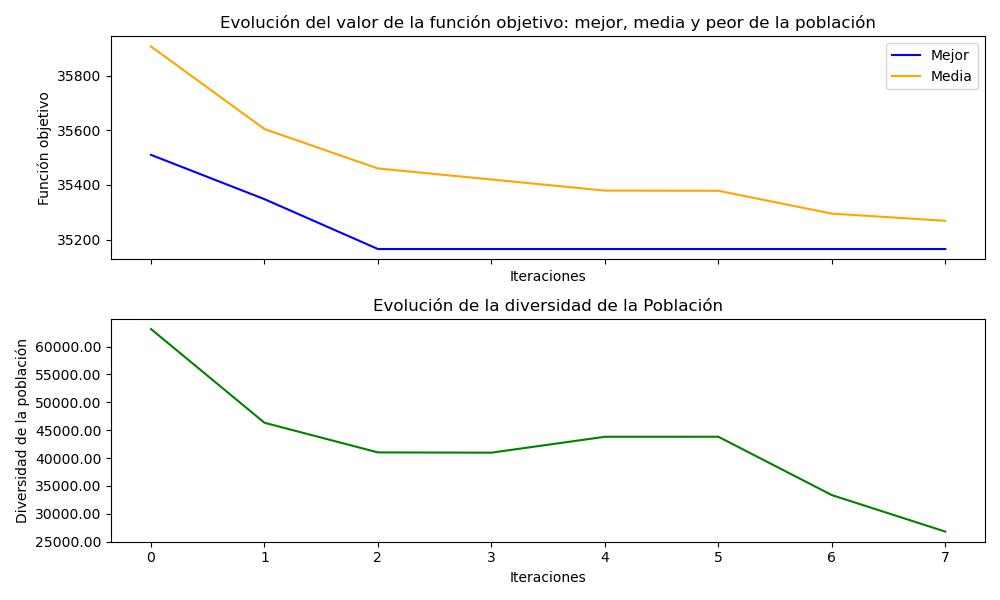 Evolución del valor de la función objetivo: mejor, media y peor de la población
Mejor
Media
Función objetivo
35800
35600
35400
35200
Iteraciones
Evolución de la diversidad de la Población
Diversidad de la población
60000.00
55000.00
50000.00
45000.00
40000.00
35000.00
30000.00
25000.00
0 1 2 3 4 5 6 7
Iteraciones